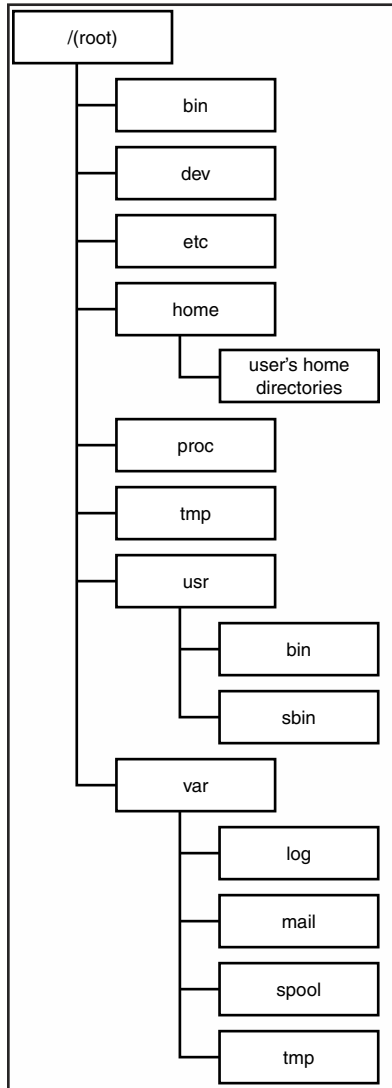 /(root)
bin
dev
etc
home
user's home
directories
proc
tmp
usr
bin
sbin
var
log
mail
spool
tmp